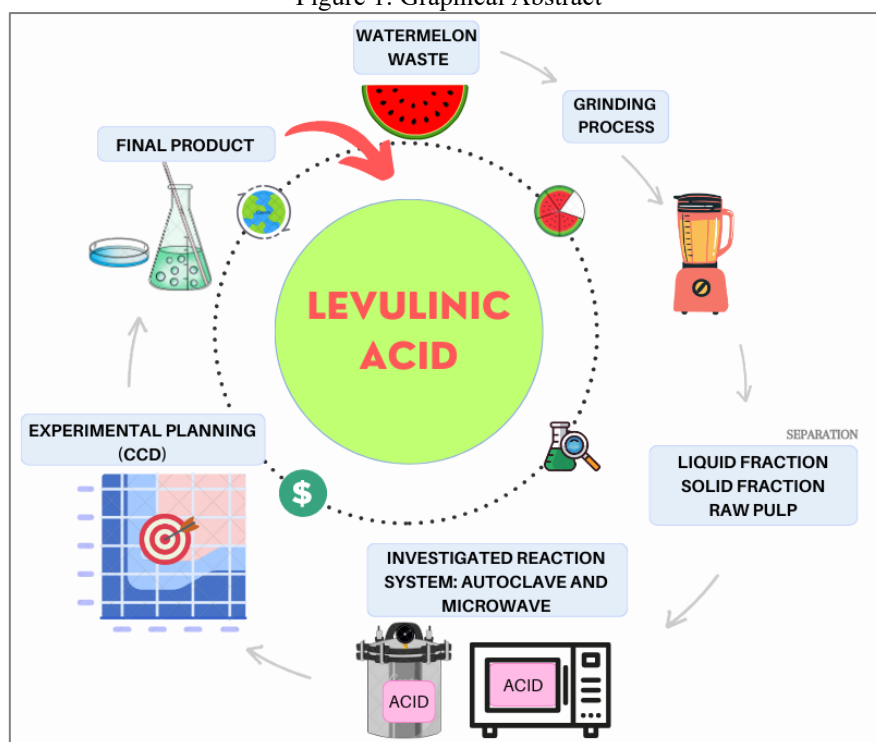 Figure 1: Graphical Abstract
WATERMELON
WASTE
GRINDING
PROCESS
FINAL PRODUCT
LEVULINIC
ACID
SEPARATION
LIQUID FRACTION
SOLID FRACTION
RAW PULP
EXPERIMENTAL PLANNING
(CCD)
$
INVESTIGATED REACTION
SYSTEM: AUTOCLAVE AND
MICROWAVE
ACID
ACID